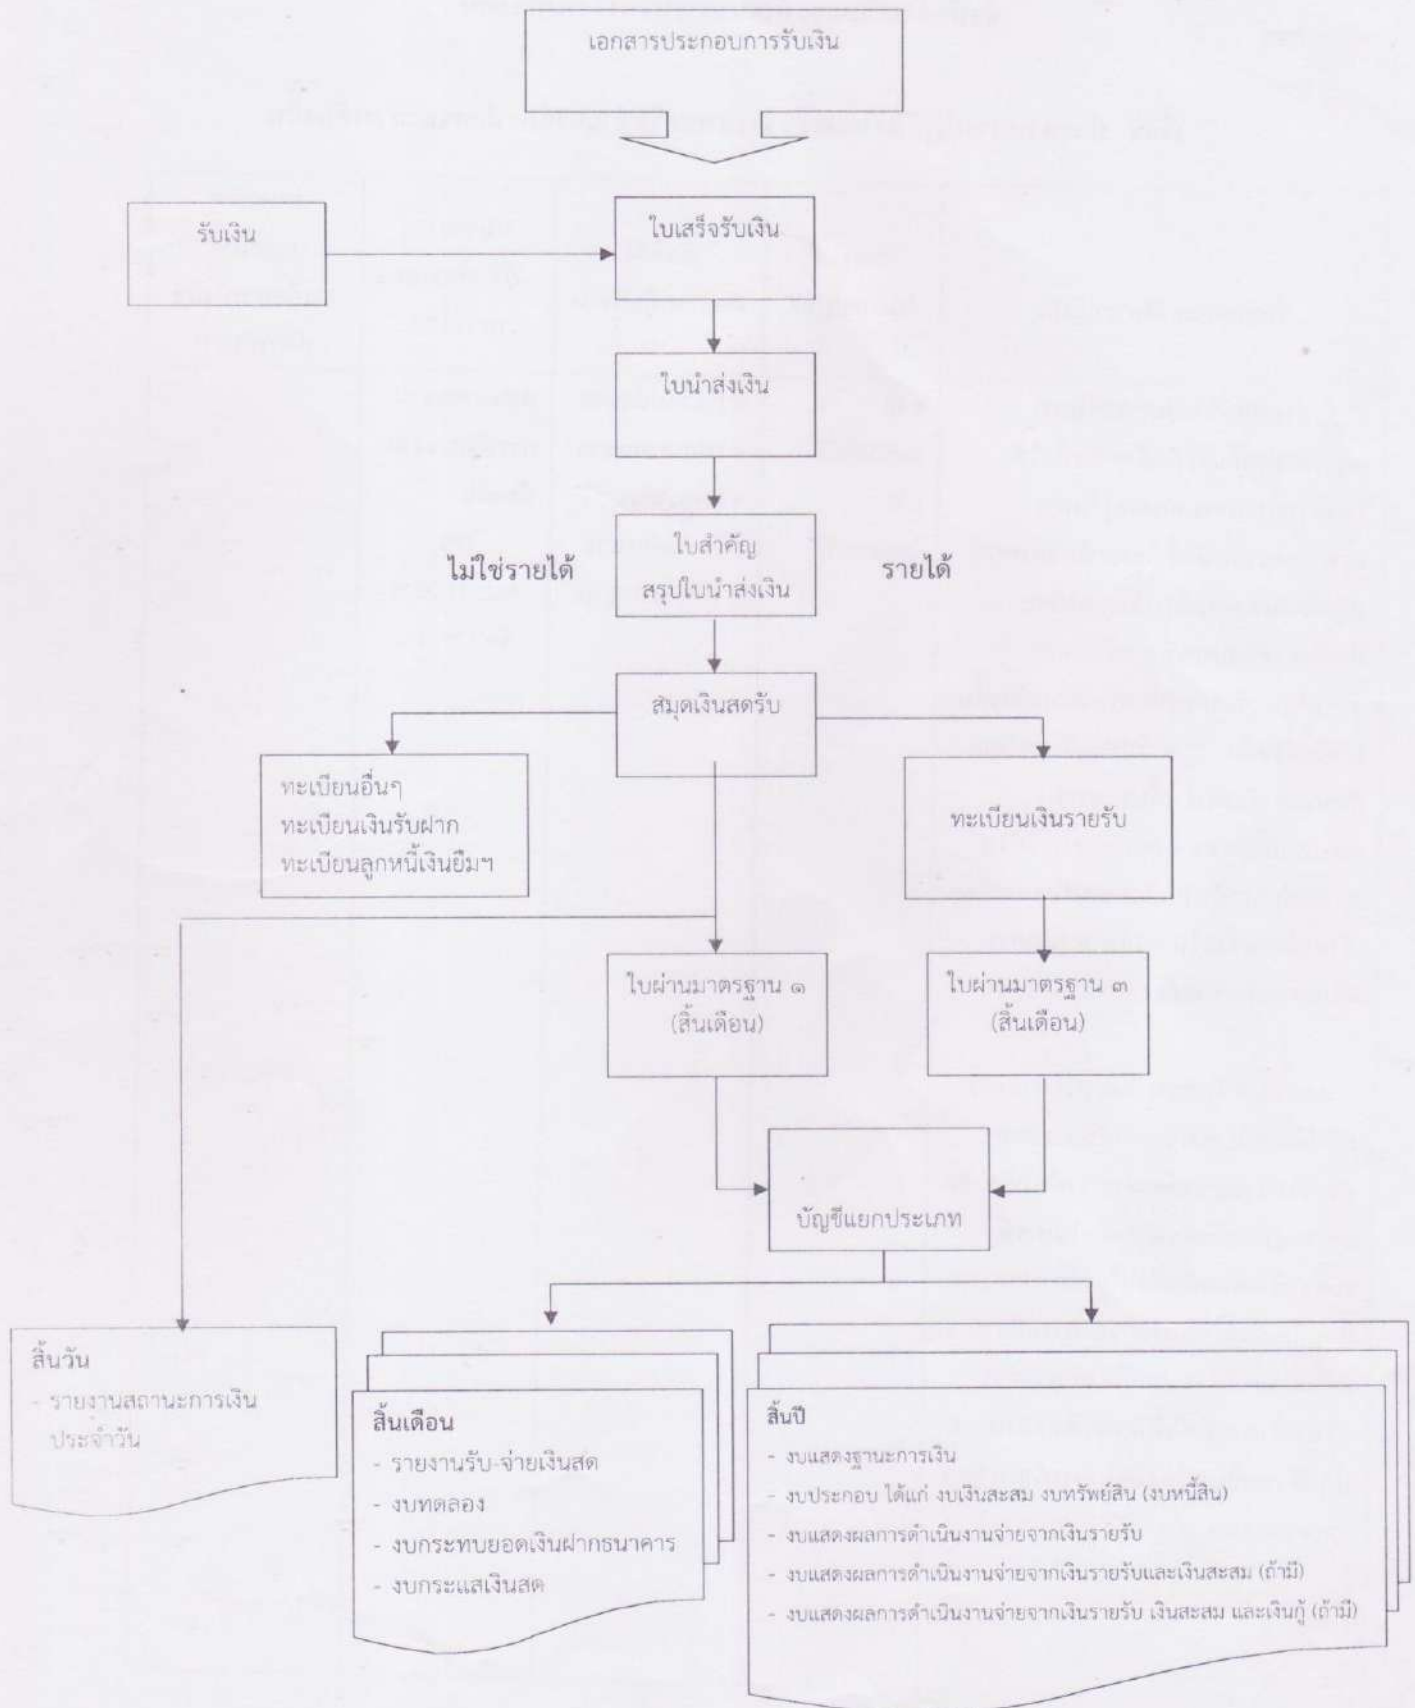 เอกสารประกอบการรับเงิน
รับเงิน
ใบเสร็จรับเงิน
ใบนำส่งเงิน
ไม่ใช่รายได้
ใบสำคัญ
สรุปใบนำส่งเงิน
รายได้
สมุดเงินสดรับ
ทะเบียนอื่นๆ
ทะเบียนเงินรับฝาก
ทะเบียนลูกหนี้เงินยืมฯ
ทะเบียนเงินรายรับ
ใบผ่านมาตรฐาน ๑
(สิ้นเดือน)
ใบผ่านมาตรฐาน ๓
(สิ้นเดือน)
บัญชีแยกประเภท
สิ้นวัน
- รายงานสถานะการเงิน
ประจำวัน
สิ้นเดือน
- รายงานรับ-จ่ายเงินสด
- งบทดลอง
- งบกระทบยอดเงินฝากธนาคาร
- งบกระแสเงินสด
สิ้นปี
- งบแสดงฐานะการเงิน
- งบประกอบ ได้แก่ งบเงินสะสม งบทรัพย์สิน (งบหนี้สิน)
- งบแสดงผลการดำเนินงานจ่ายจากเงินรายรับ
- งบแสดงผลการดำเนินงานจ่ายจากเงินรายรับและเงินสะสม (ถ้ามี)
- งบแสดงผลการดำเนินงานจ่ายจากเงินรายรับ เงินสะสม และเงินกู้ (ถ้ามี)